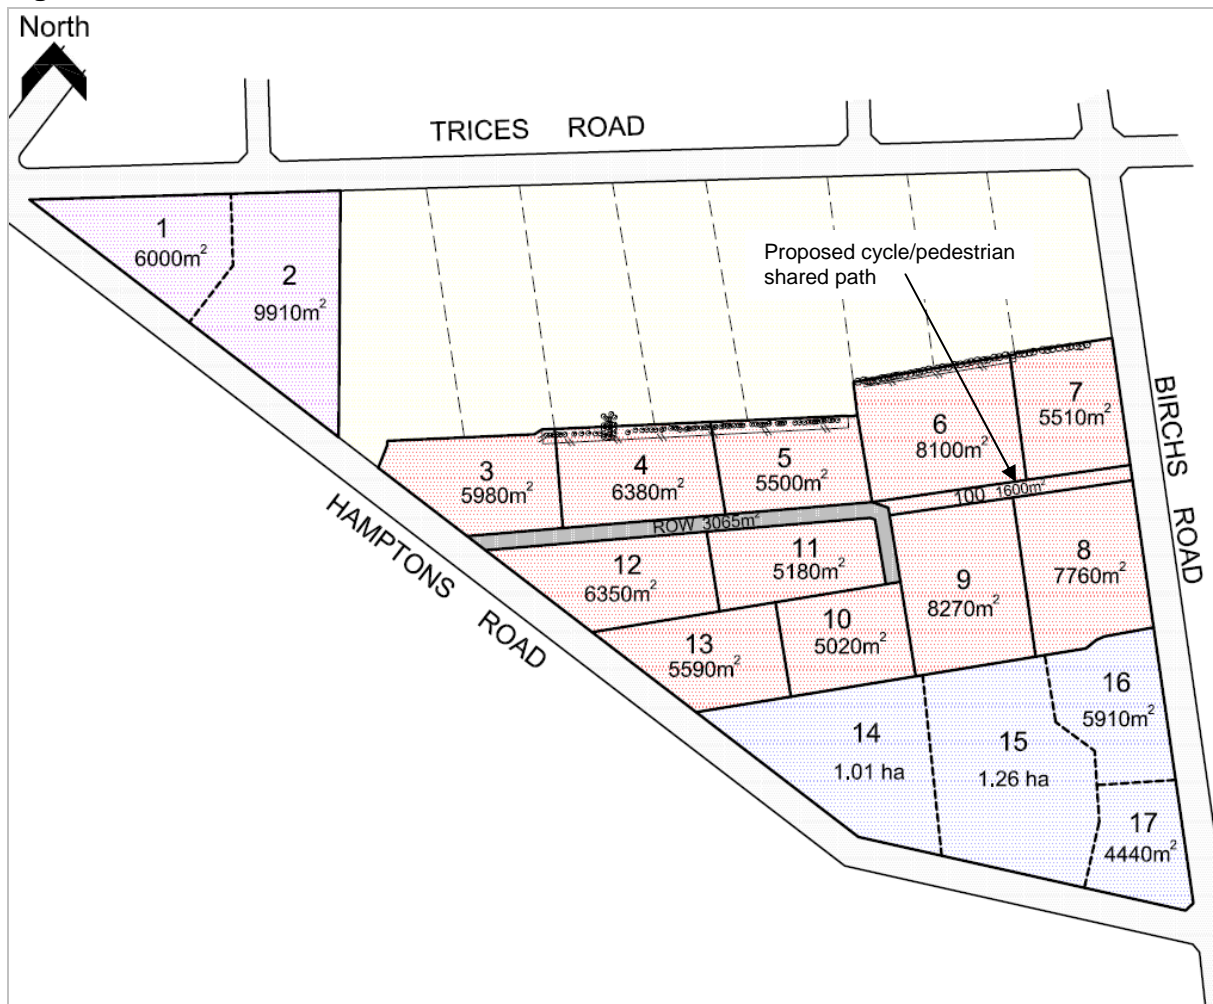 North
TRICES ROAD
1
6000m²
2
9910m²
Proposed cycle/pedestrian
shared path
BIRCHS ROAD
7
5510m²
6
8100m²
5
5500m²
4
6380m²
3
5980m²
100 1600m²
ROW 3065m²
HAMPTONS ROAD
12
6350m²
11
5180m²
9
8270m²
8
7760m²
10
5020m²
13
5590m²
14
1.01 ha
15
1.26 ha
16
5910m²
17
4440m²